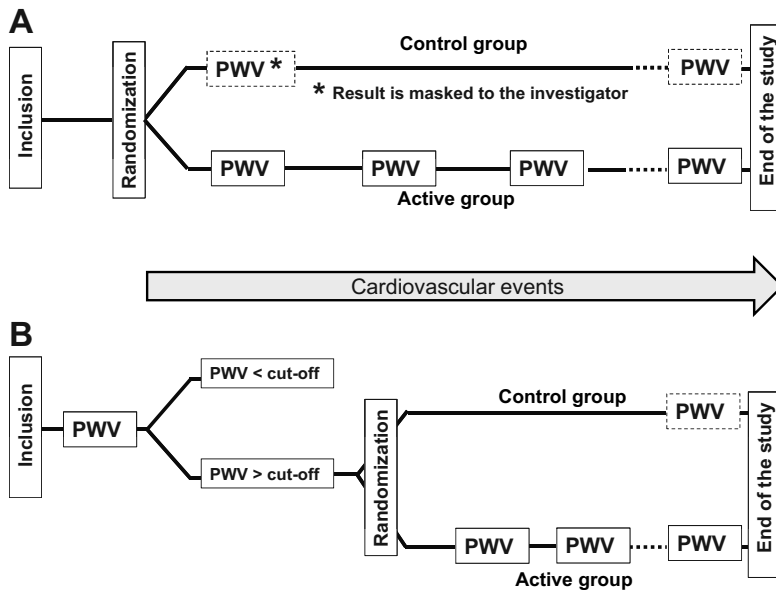 A
Inclusion
Randomization
PWV *
Control group
PWV
* Result is masked to the investigator
PWV
PWV
PWV
PWV
Active group
End of the study
Cardiovascular events
B
Inclusion
PWV
PWV < cut-off
PWV > cut-off
Randomization
Control group
PWV
PWV
PWV
PWV
Active group
End of the study